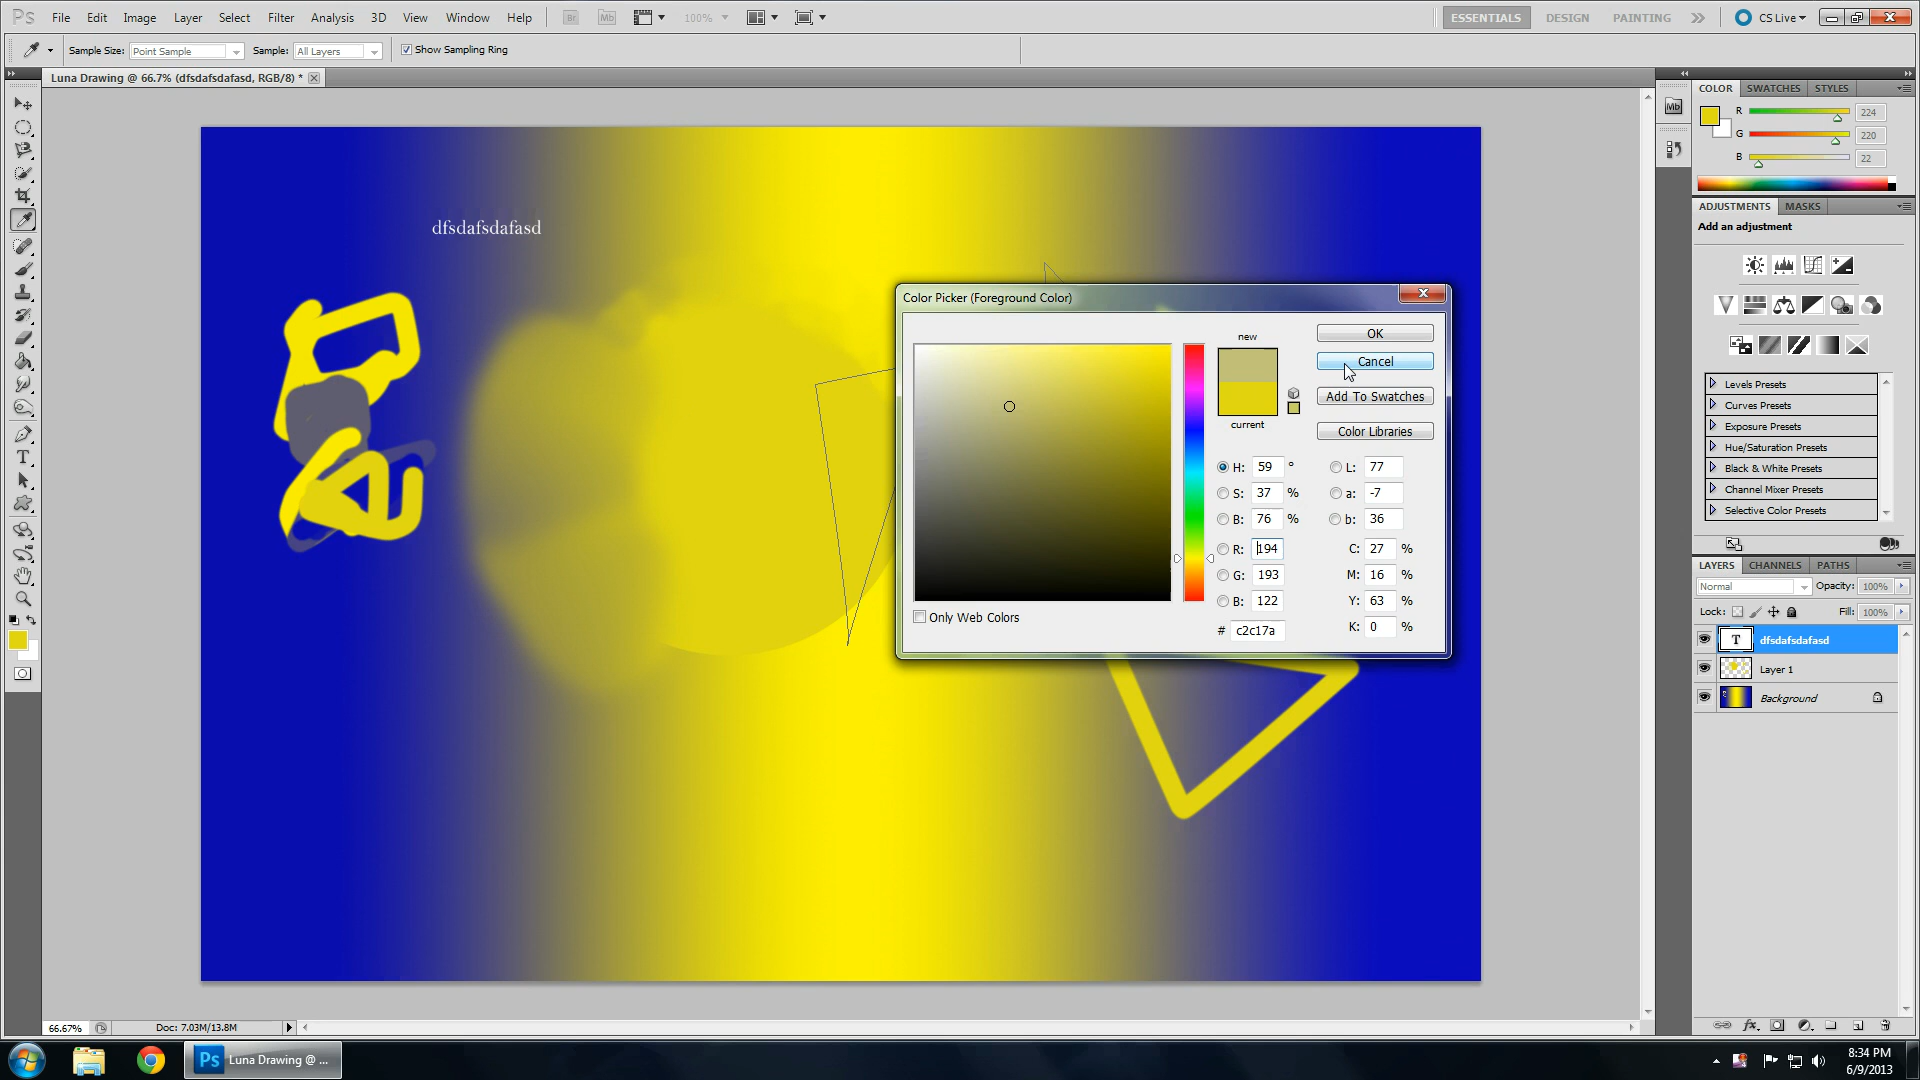 Ps File Edit Image Layer Select Filter Analysis 3D View Window Help Br Mb 100% ESSENTIALS DESIGN PAINTING CS Live
Sample Size: Point Sample Sample: All Layers Show Sampling Ring
Luna Drawing @ 66.7% (dfsdafsdafasd, RGB/8) *
dfsdafsdafasd
Color Picker (Foreground Color)
new
current
OK
Cancel
Add To Swatches
Color Libraries
H: 59 °
S: 37 %
B: 76 %
R: 194
G: 193
B: 122
# c2c17a
L: 77
a: -7
b: 36
C: 27 %
M: 16 %
Y: 63 %
K: 0 %
Only Web Colors
Mb
COLOR SWATCHES STYLES
R 224
G 220
B 22
ADJUSTMENTS MASKS
Add an adjustment
Levels Presets
Curves Presets
Exposure Presets
Hue/Saturation Presets
Black & White Presets
Channel Mixer Presets
Selective Color Presets
LAYERS CHANNELS PATHS
Normal Opacity: 100%
Lock: Fill: 100%
T dfsdafsdafasd
Layer 1
Background
fx
66.67% Doc: 7.03M/13.8M
Ps Luna Drawing @ ...
8:34 PM
6/9/2013